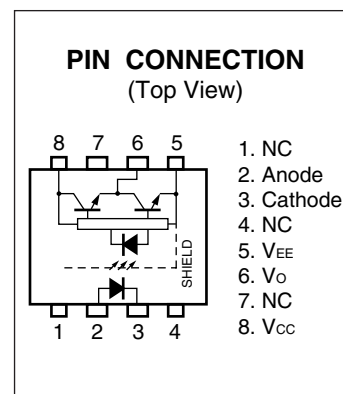 PIN CONNECTION
(Top View)
8 7 6 5
SHIELD
1 2 3 4
1. NC
2. Anode
3. Cathode
4. NC
5. VEE
6. VO
7. NC
8. VCC